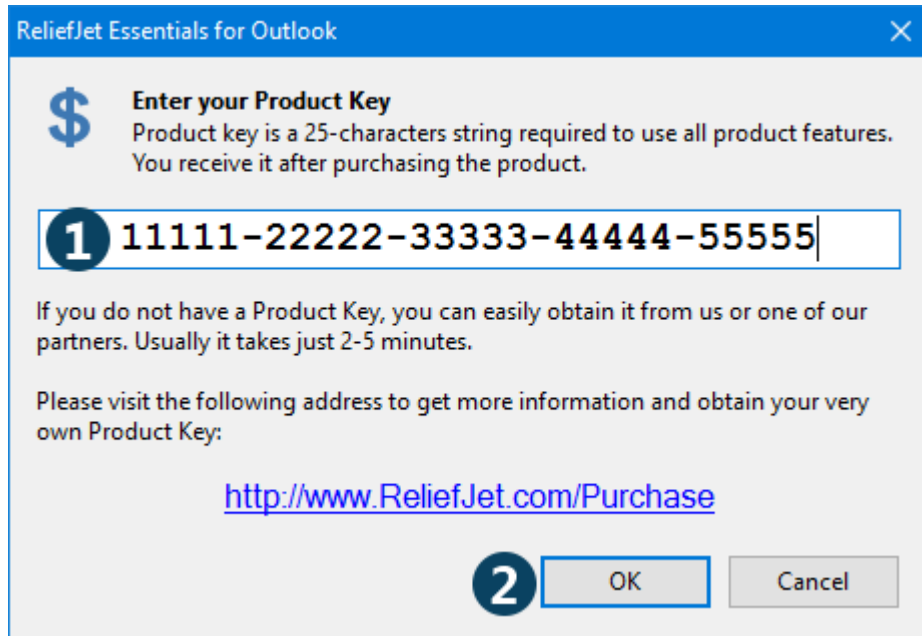 ReliefJet Essentials for Outlook
Enter your Product Key
Product key is a 25-characters string required to use all product features.
You receive it after purchasing the product.
1 11111-22222-33333-44444-55555
If you do not have a Product Key, you can easily obtain it from us or one of our
partners. Usually it takes just 2-5 minutes.
Please visit the following address to get more information and obtain your very
own Product Key:
http://www.ReliefJet.com/Purchase
2 OK Cancel